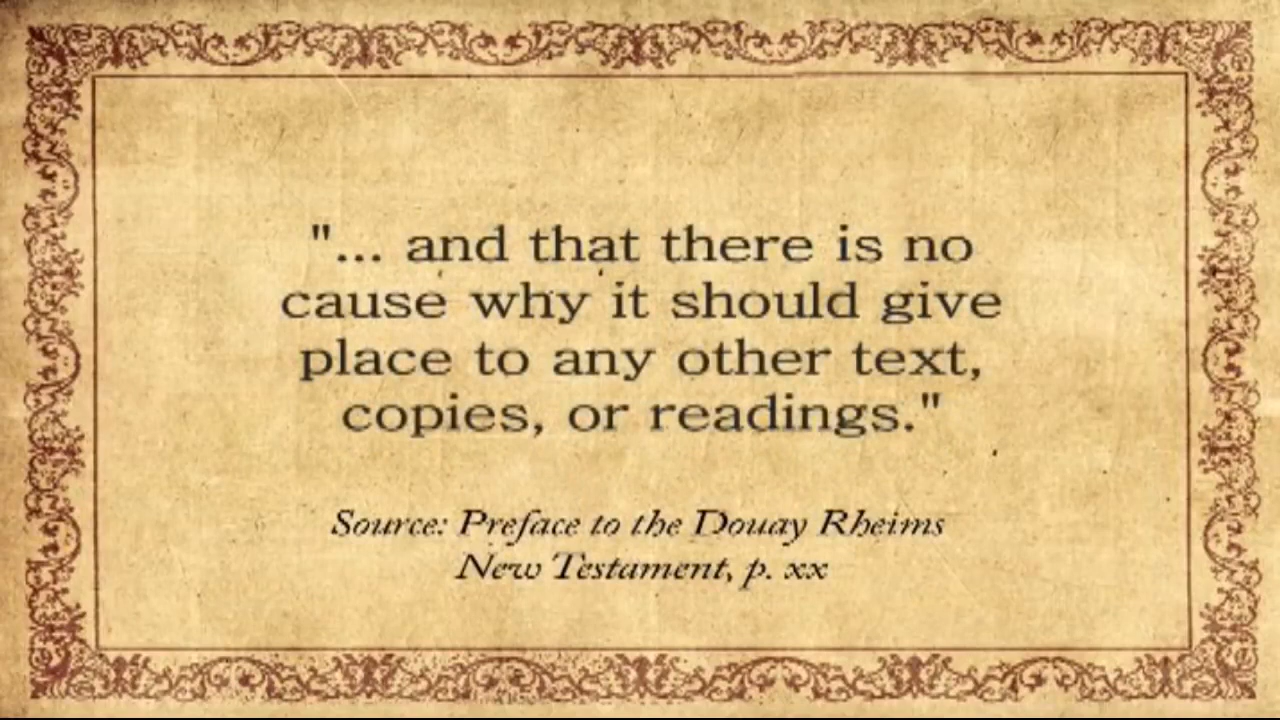 "... and that there is no
cause why it should give
place to any other text,
copies, or readings."
Source: Preface to the Douay Rheims
New Testament, p. xx